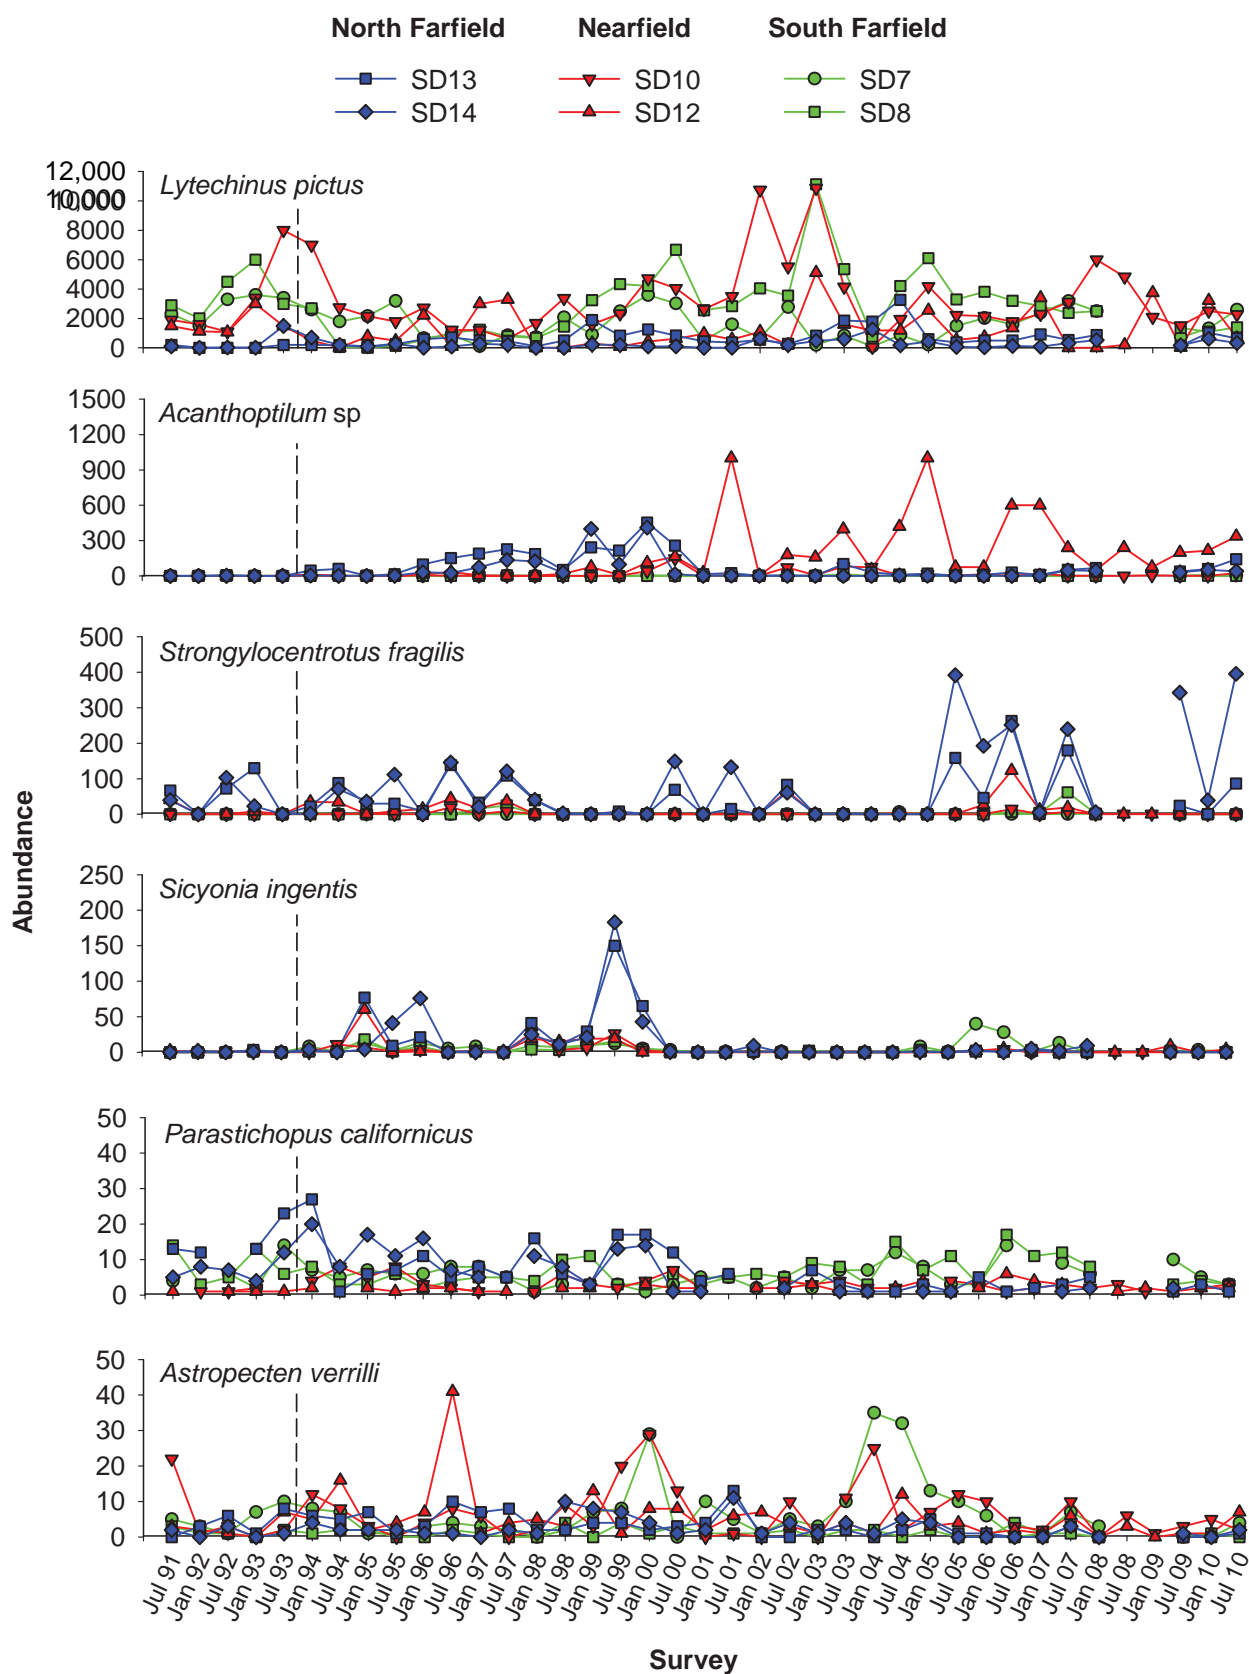 North Farfield Nearfield South Farfield
SD13 SD10 SD7
SD14 SD12 SD8
Abundance
12,000
10,000
8000
6000
4000
2000
0
Lytechinus pictus
1500
1200
900
600
300
0
Acanthoptilum sp
500
400
300
200
100
0
Strongylocentrotus fragilis
250
200
150
100
50
0
Sicyonia ingentis
50
40
30
20
10
0
Parastichopus californicus
50
40
30
20
10
0
Astropecten verrilli
Jul 91
Jan 92
Jul 92
Jan 93
Jul 93
Jan 94
Jul 94
Jan 95
Jul 95
Jan 96
Jul 96
Jan 97
Jul 97
Jan 98
Jul 98
Jan 99
Jul 99
Jan 00
Jul 00
Jan 01
Jul 01
Jan 02
Jul 02
Jan 03
Jul 03
Jan 04
Jul 04
Jan 05
Jul 05
Jan 06
Jul 06
Jan 07
Jul 07
Jan 08
Jul 08
Jan 09
Jul 09
Jan 10
Jul 10
Survey